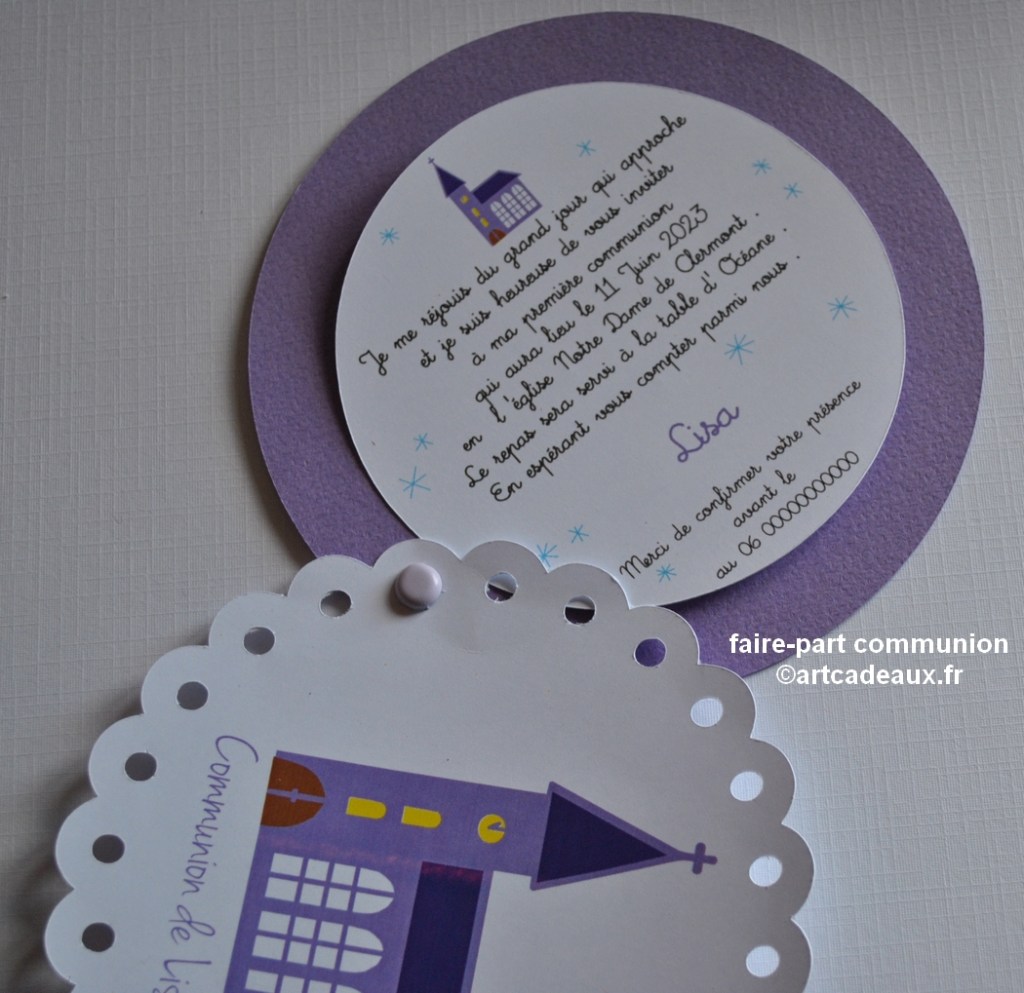 Je me réjouis du grand jour qui approche
et je suis heureuse de vous inviter
à ma première communion
qui aura lieu le 11 Juin 2023
en l'église Notre Dame de Clermont.
Le repas sera servi à la table d'Océane.
En espérant vous compter parmi nous.
Lisa
Merci de confirmer votre présence
avant le
au 06 0000000000
faire-part communion
©artcadeaux.fr
Communion de Lis